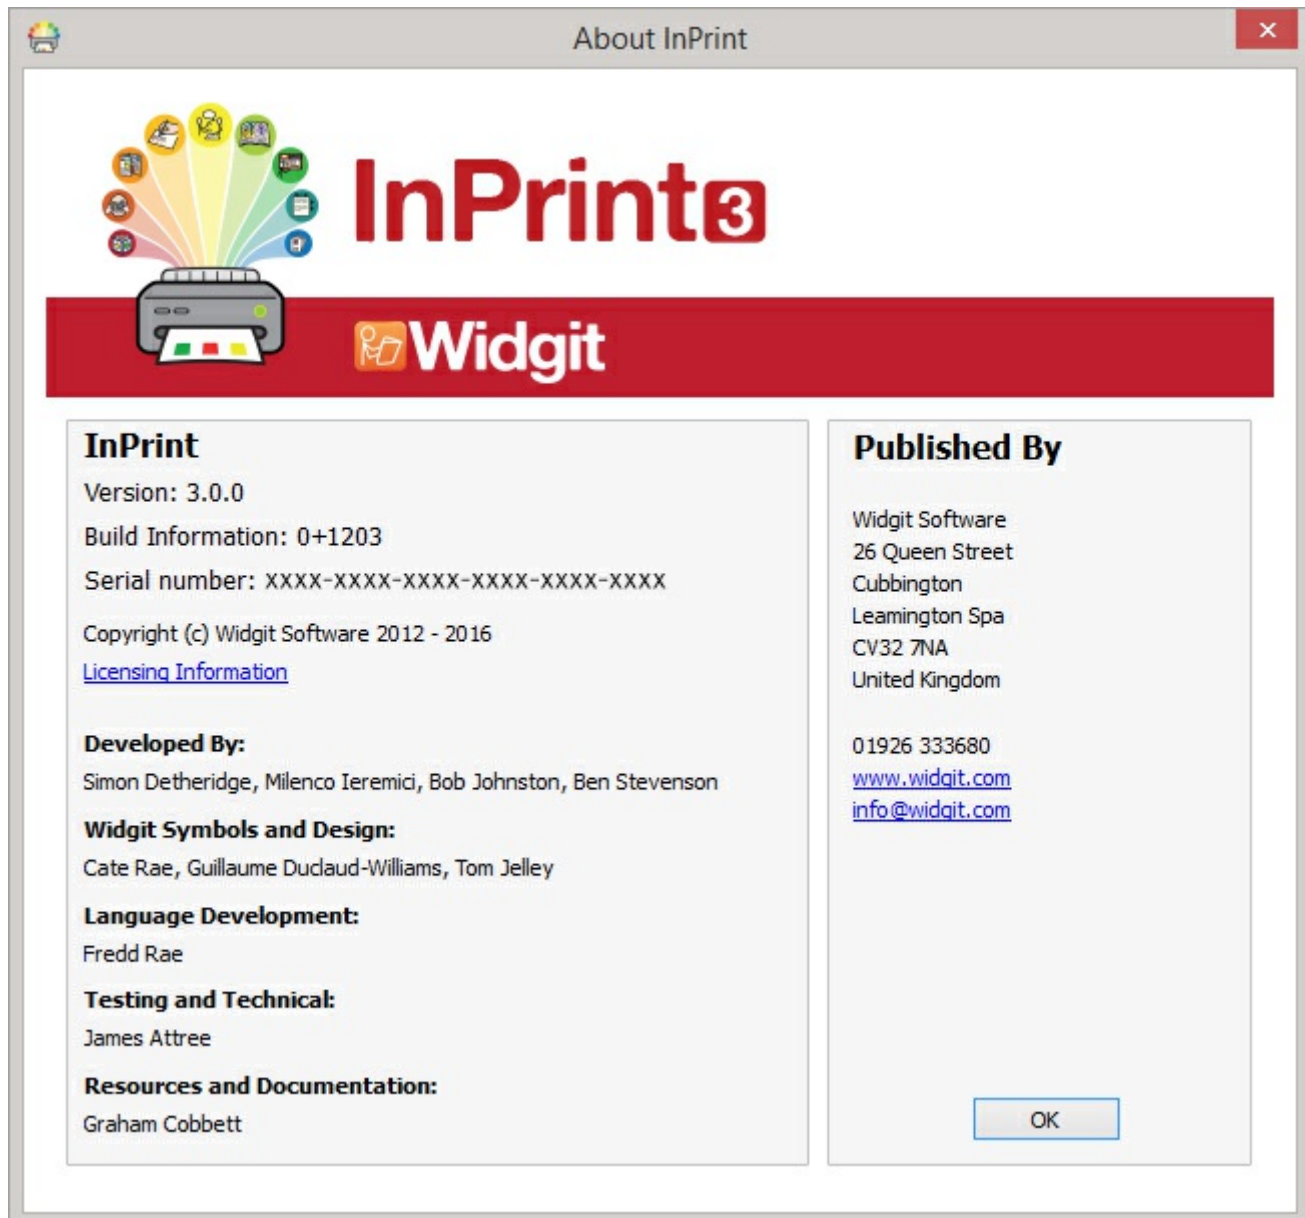 About InPrint
InPrint 3
Widgit
InPrint
Version: 3.0.0
Build Information: 0+1203
Serial number: XXXX-XXXX-XXXX-XXXX-XXXX-XXXX
Copyright (c) Widgit Software 2012 - 2016
Licensing Information
Developed By:
Simon Detheridge, Milenco Ieremici, Bob Johnston, Ben Stevenson
Widgit Symbols and Design:
Cate Rae, Guillaume Duclaud-Williams, Tom Jelley
Language Development:
Fredd Rae
Testing and Technical:
James Attree
Resources and Documentation:
Graham Cobbett
Published By
Widgit Software
26 Queen Street
Cubbington
Leamington Spa
CV32 7NA
United Kingdom
01926 333680
www.widgit.com
info@widgit.com
OK